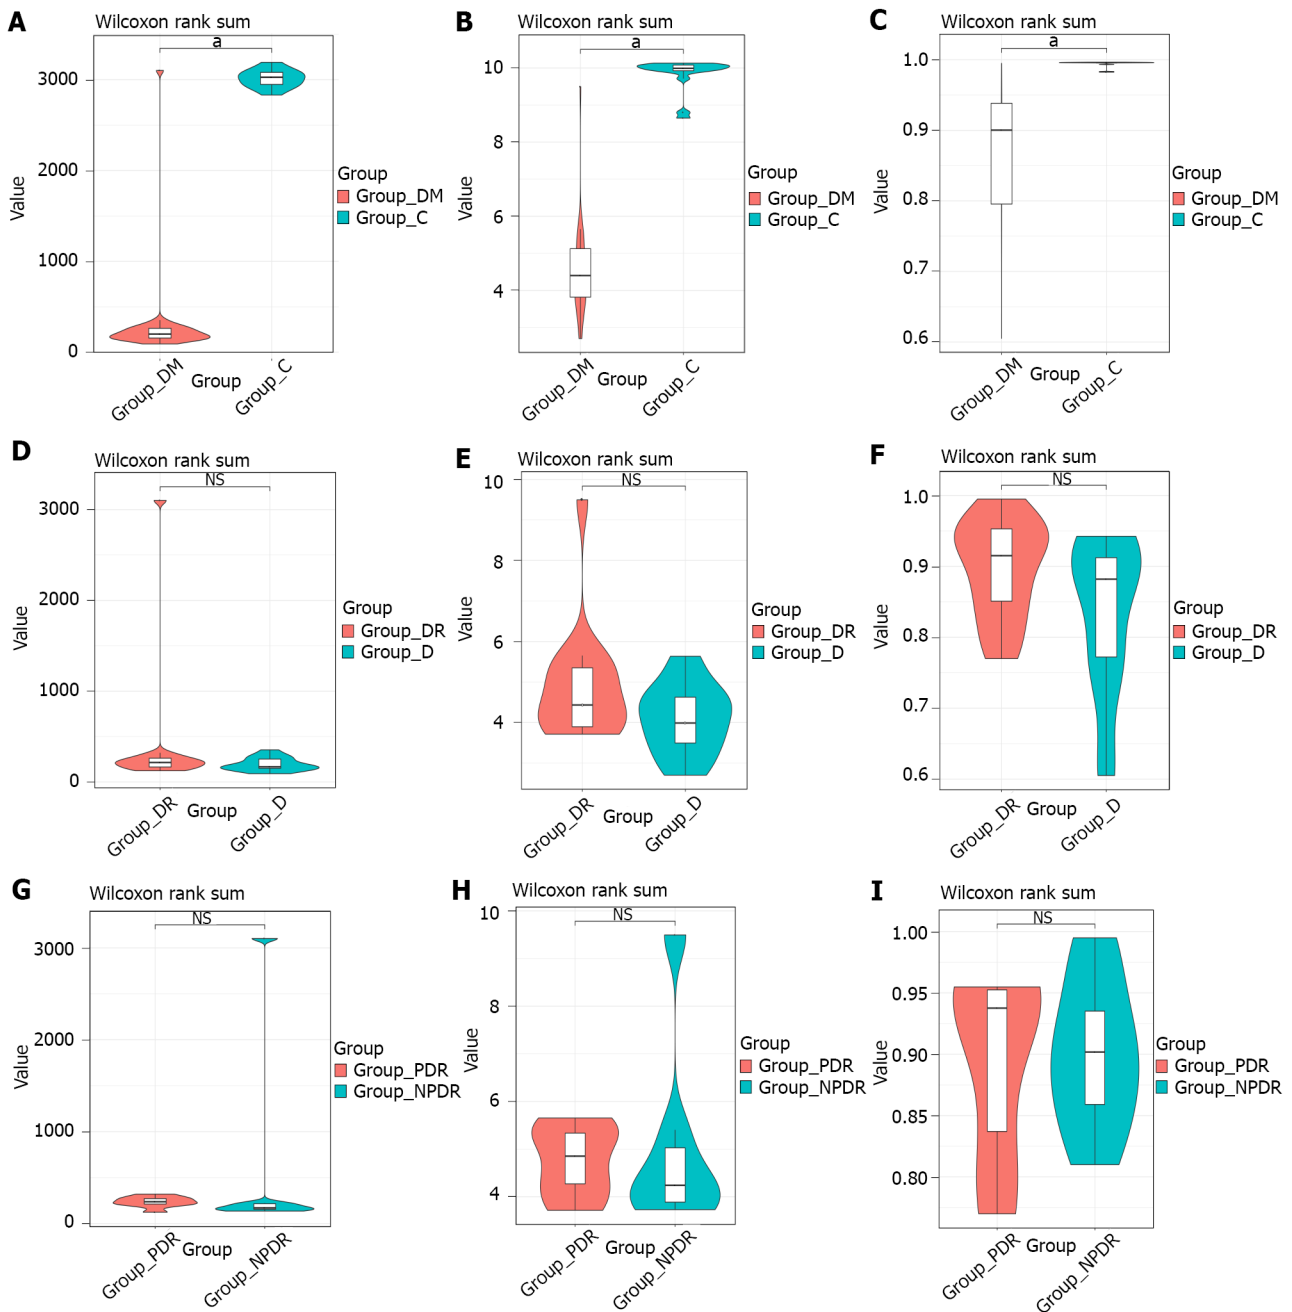 A
Wilcoxon rank sum
a
3000
2000
1000
0
Value
Group_DM
Group_C
Group
Group
Group_DM
Group_C
B
Wilcoxon rank sum
a
10
8
6
4
Value
Group_DM
Group_C
Group
Group
Group_DM
Group_C
C
Wilcoxon rank sum
a
1.0
0.9
0.8
0.7
0.6
Value
Group_DM
Group_C
Group
Group
Group_DM
Group_C
D
Wilcoxon rank sum
NS
3000
2000
1000
0
Value
Group_DR
Group_D
Group
Group
Group_DR
Group_D
E
Wilcoxon rank sum
NS
10
8
6
4
Value
Group_DR
Group_D
Group
Group
Group_DR
Group_D
F
Wilcoxon rank sum
NS
1.0
0.9
0.8
0.7
0.6
Value
Group_DR
Group_D
Group
Group
Group_DR
Group_D
G
Wilcoxon rank sum
NS
3000
2000
1000
0
Value
Group_PDR
Group_NPDR
Group
Group
Group_PDR
Group_NPDR
H
Wilcoxon rank sum
NS
10
8
6
4
Value
Group_PDR
Group_NPDR
Group
Group
Group_PDR
Group_NPDR
I
Wilcoxon rank sum
NS
1.00
0.95
0.90
0.85
0.80
Value
Group_PDR
Group_NPDR
Group
Group
Group_PDR
Group_NPDR